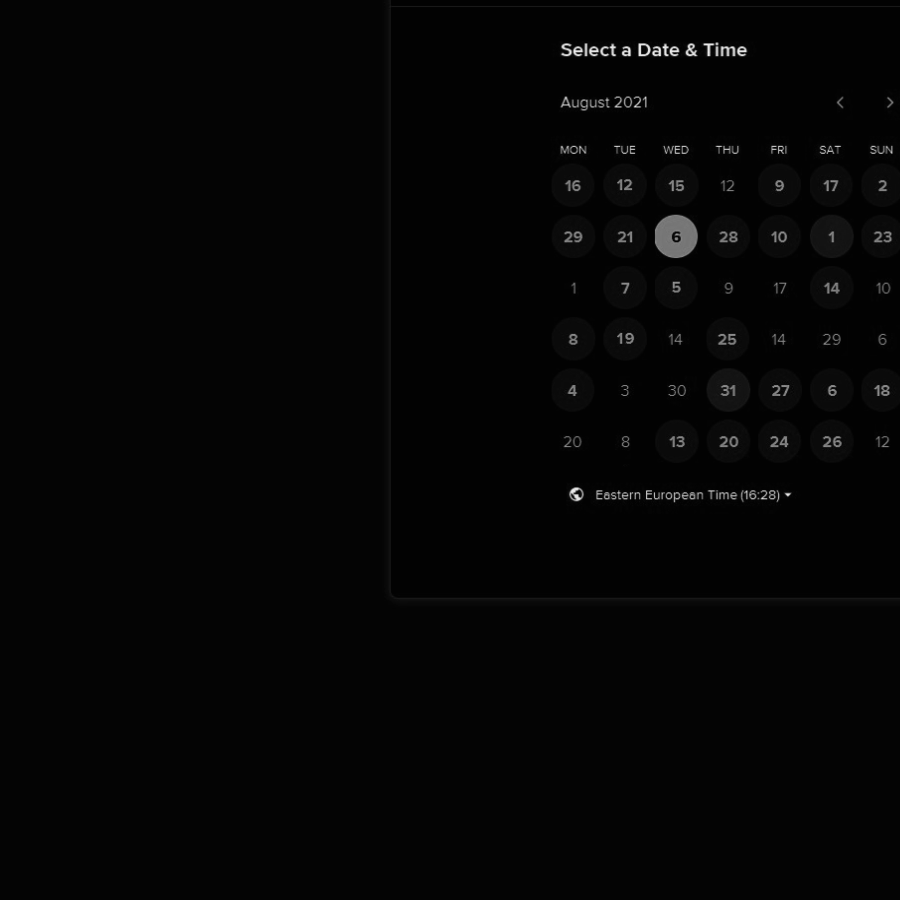 Select a Date & Time
August 2021
MON TUE WED THU FRI SAT SUN
16 12 15 12 9 17 2
29 21 6 28 10 1 23
1 7 5 9 17 14 10
8 19 14 25 14 29 6
4 3 30 31 27 6 18
20 8 13 20 24 26 12
Eastern European Time (16:28)